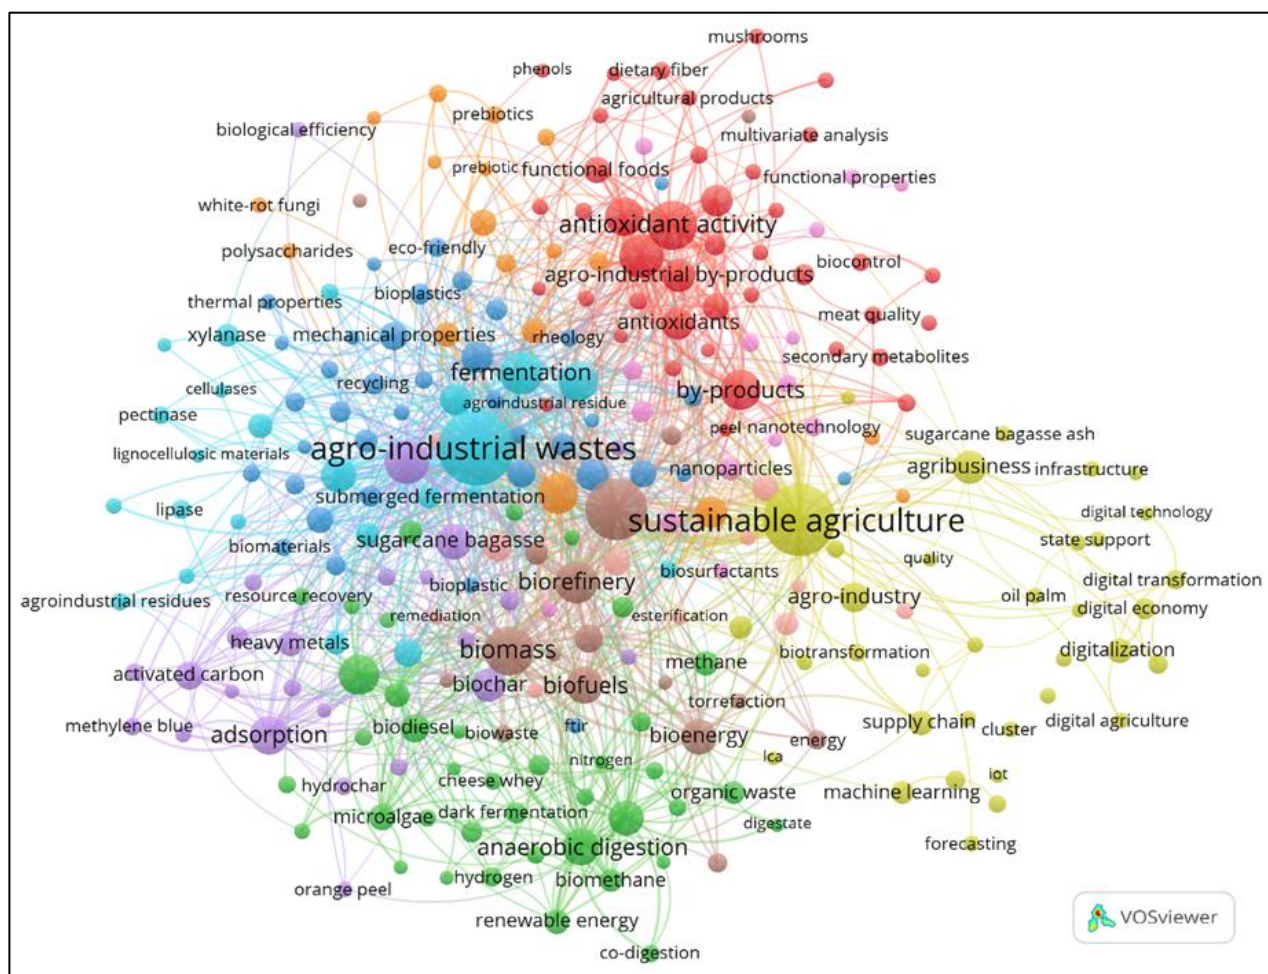 mushrooms
phenols
dietary fiber
agricultural products
prebiotics
biological efficiency
multivariate analysis
prebiotic
functional foods
functional properties
white-rot fungi
antioxidant activity
polysaccharides
eco-friendly
biocontrol
agro-industrial by-products
bioplastics
thermal properties
meat quality
antioxidants
xylanase
mechanical properties
rheology
secondary metabolites
fermentation
recycling
cellulases
by-products
agroindustrial residue
pectinase
peel
nanotechnology
sugarcane bagasse ash
agro-industrial wastes
lignocellulosic materials
nanoparticles
agribusiness
infrastructure
submerged fermentation
lipase
sustainable agriculture
digital technology
sugarcane bagasse
state support
biomaterials
quality
biosurfactants
bioplastic
biorefinery
digital transformation
resource recovery
agro-industry
oil palm
agroindustrial residues
digital economy
remediation
esterification
heavy metals
biomass
biotransformation
digitalization
methane
activated carbon
biochar
biofuels
torrefaction
methylene blue
adsorption
biodiesel
biowaste
ftir
bioenergy
energy
supply chain
cluster
digital agriculture
nitrogen
lca
iot
hydrochar
cheese whey
organic waste
machine learning
microalgae
dark fermentation
digestate
forecasting
anaerobic digestion
orange peel
hydrogen
biomethane
renewable energy
co-digestion
VOSviewer